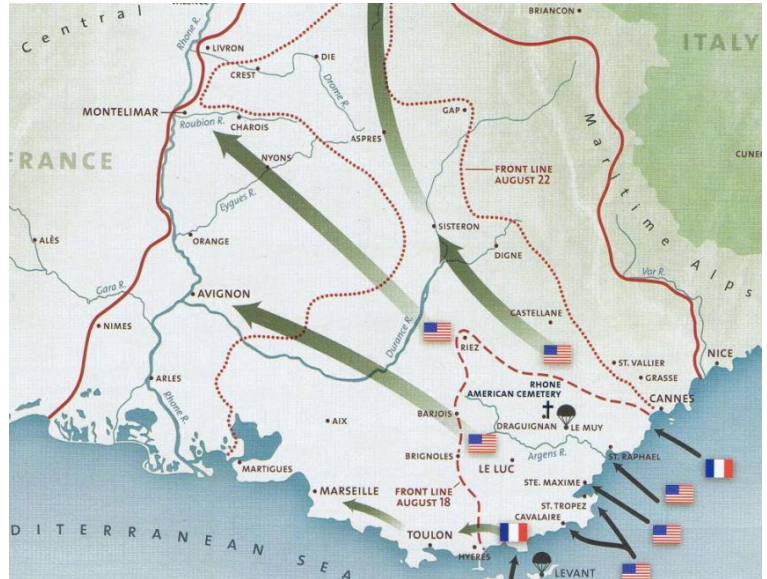 BRIANCON
ITALY
Central
Rhone R.
LIVRON
DIE
CREST
Drome R.
MONTELIMAR
Roubion R.
CHAROIS
GAP
ASPRES
Maritime Alps
FRANCE
NYONS
FRONT LINE
AUGUST 22
CUNEO
Eygues R.
ORANGE
SISTERON
DIGNE
ALÈS
Var R.
Gara R.
AVIGNON
Durance R.
CASTELLANE
NIMES
RIEZ
ST. VALLIER
NICE
RHONE
AMERICAN CEMETERY
GRASSE
ARLES
Rhone R.
CANNES
BARJOIS
DRAGUIGNAN
LE MUY
AIX
Argens R.
BRIGNOLES
LE LUC
ST. RAPHAEL
MARTIGUES
STE. MAXIME
MARSEILLE
FRONT LINE
AUGUST 18
ST. TROPEZ
CAVALAIRE
DITERRANEAN SEA
TOULON
HYERES
LEVANT